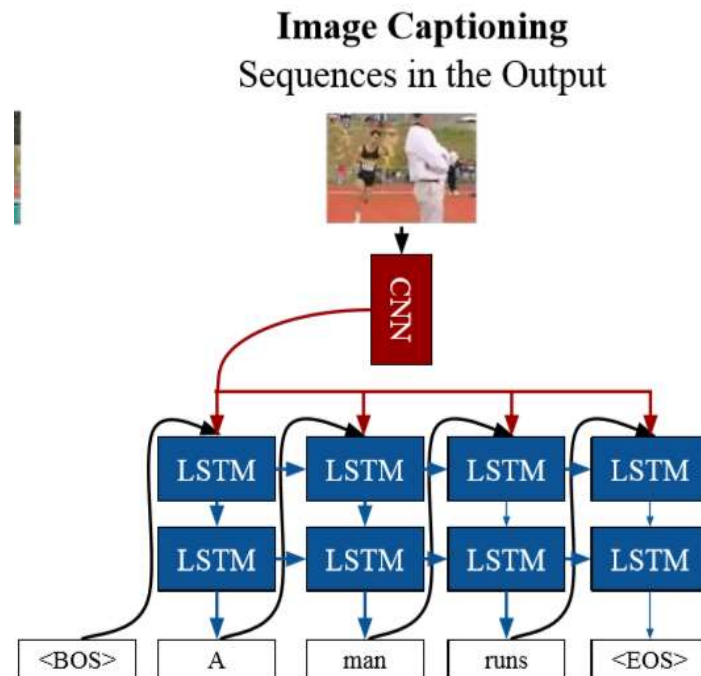 Image Captioning
Sequences in the Output
CNN
LSTM LSTM LSTM LSTM
LSTM LSTM LSTM LSTM
<BOS> A man runs <EOS>